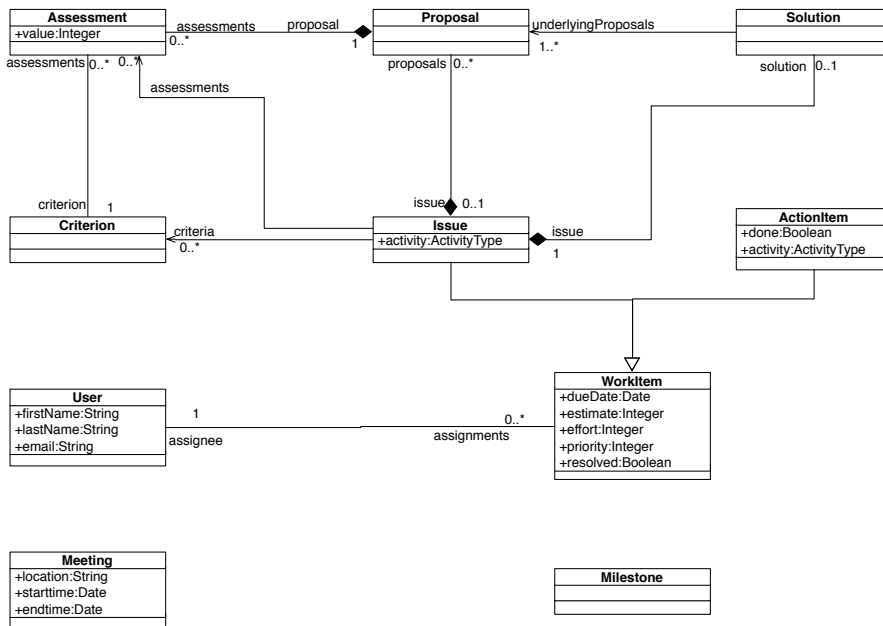 Assessment
+value:Integer
assessments
0..*
proposal
1
Proposal
underlyingProposals
1..*
Solution
assessments
0..*
0..*
assessments
proposals
0..*
solution
0..1
criterion
1
Criterion
criteria
0..*
issue
0..1
Issue
+activity:ActivityType
issue
1
ActionItem
+done:Boolean
+activity:ActivityType
User
+firstName:String
+lastName:String
+email:String
1
assignee
0..*
assignments
WorkItem
+dueDate:Date
+estimate:Integer
+effort:Integer
+priority:Integer
+resolved:Boolean
Meeting
+location:String
+starttime:Date
+endtime:Date
Milestone